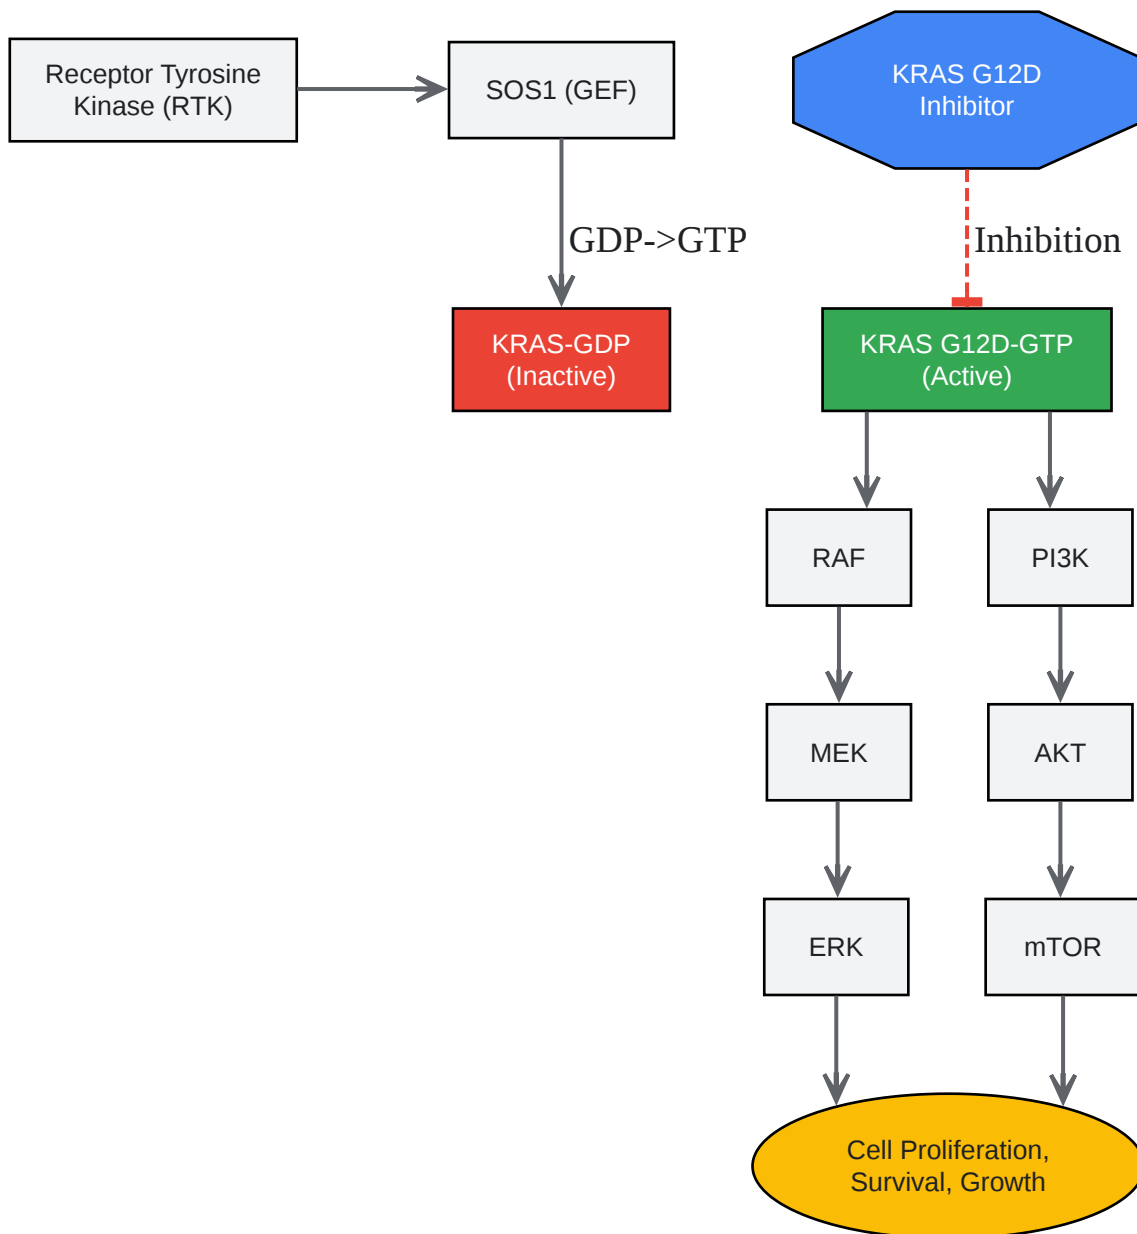 Receptor Tyrosine
Kinase (RTK)
SOS1 (GEF)
KRAS G12D
Inhibitor
GDP->GTP
Inhibition
KRAS-GDP
(Inactive)
KRAS G12D-GTP
(Active)
RAF
PI3K
MEK
AKT
ERK
mTOR
Cell Proliferation,
Survival, Growth